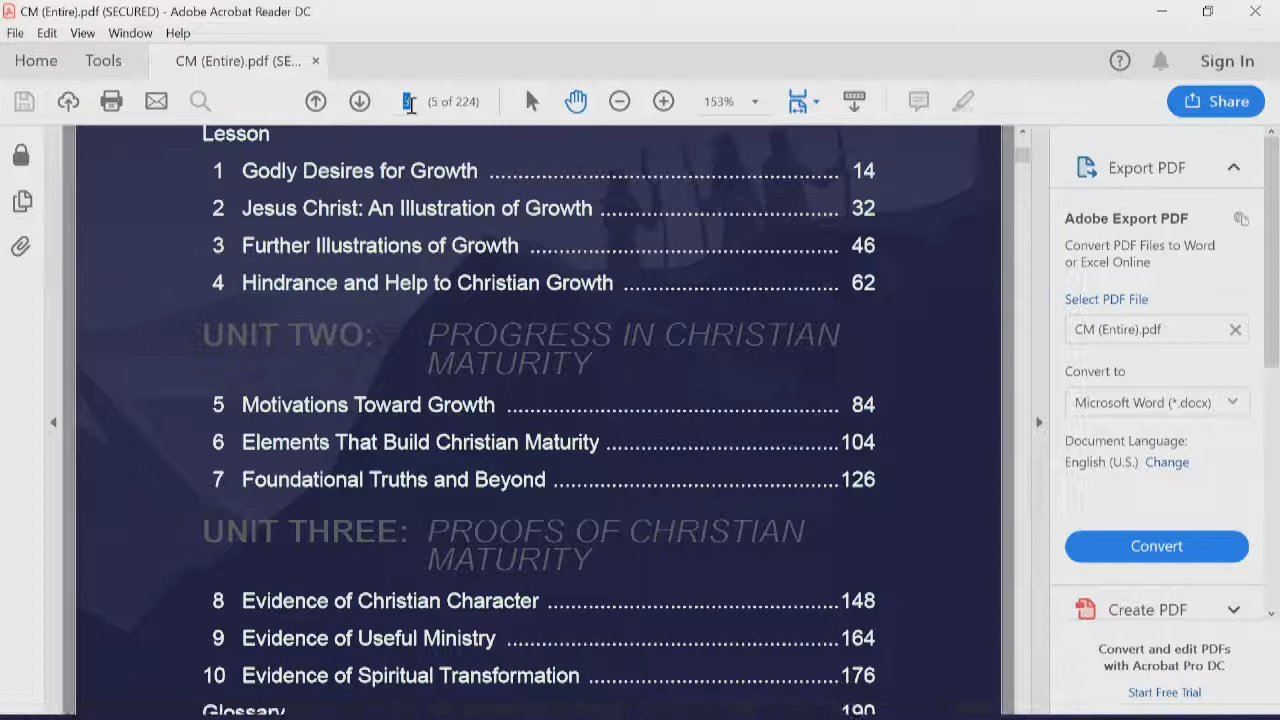 CM (Entire).pdf (SECURED) - Adobe Acrobat Reader DC
File Edit View Window Help
Home Tools CM (Entire).pdf (SE... × Sign In
(5 of 224) 153% Share
Lesson
1 Godly Desires for Growth ............................................................ 14
2 Jesus Christ: An Illustration of Growth ......................................... 32
3 Further Illustrations of Growth ..................................................... 46
4 Hindrance and Help to Christian Growth ..................................... 62
UNIT TWO: PROGRESS IN CHRISTIAN
MATURITY
5 Motivations Toward Growth ......................................................... 84
6 Elements That Build Christian Maturity ........................................104
7 Foundational Truths and Beyond .................................................126
UNIT THREE: PROOFS OF CHRISTIAN
MATURITY
8 Evidence of Christian Character ..................................................148
9 Evidence of Useful Ministry .........................................................164
10 Evidence of Spiritual Transformation ...........................................176
Glossary 190
Export PDF
Adobe Export PDF
Convert PDF Files to Word
or Excel Online
Select PDF File
CM (Entire).pdf
Convert to
Microsoft Word (*.docx)
Document Language:
English (U.S.) Change
Convert
Create PDF
Convert and edit PDFs
with Acrobat Pro DC
Start Free Trial